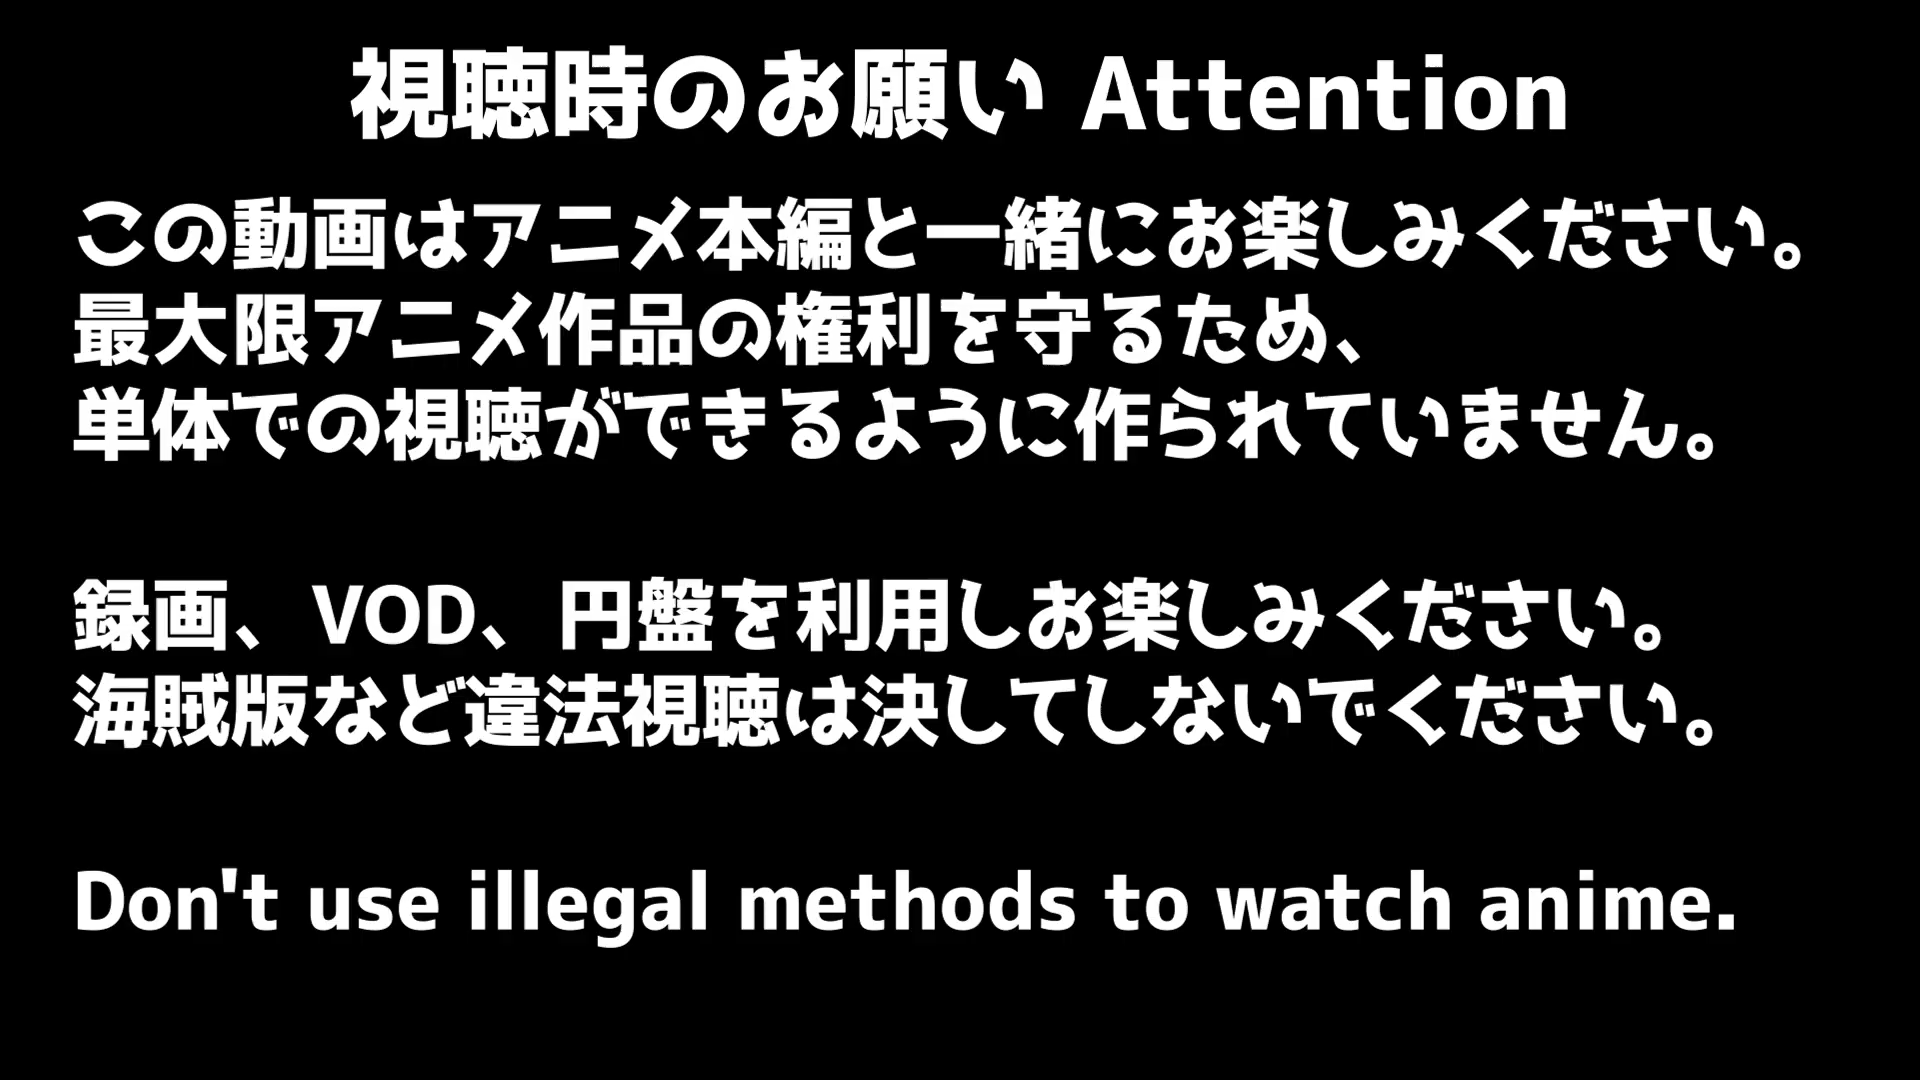 視聴時のお願い Attention
この動画はアニメ本編と一緒にお楽しみください。
最大限アニメ作品の権利を守るため、
単体での視聴ができるように作られていません。
録画、VOD、円盤を利用しお楽しみください。
海賊版など違法視聴は決してしないでください。
Don't use illegal methods to watch anime.